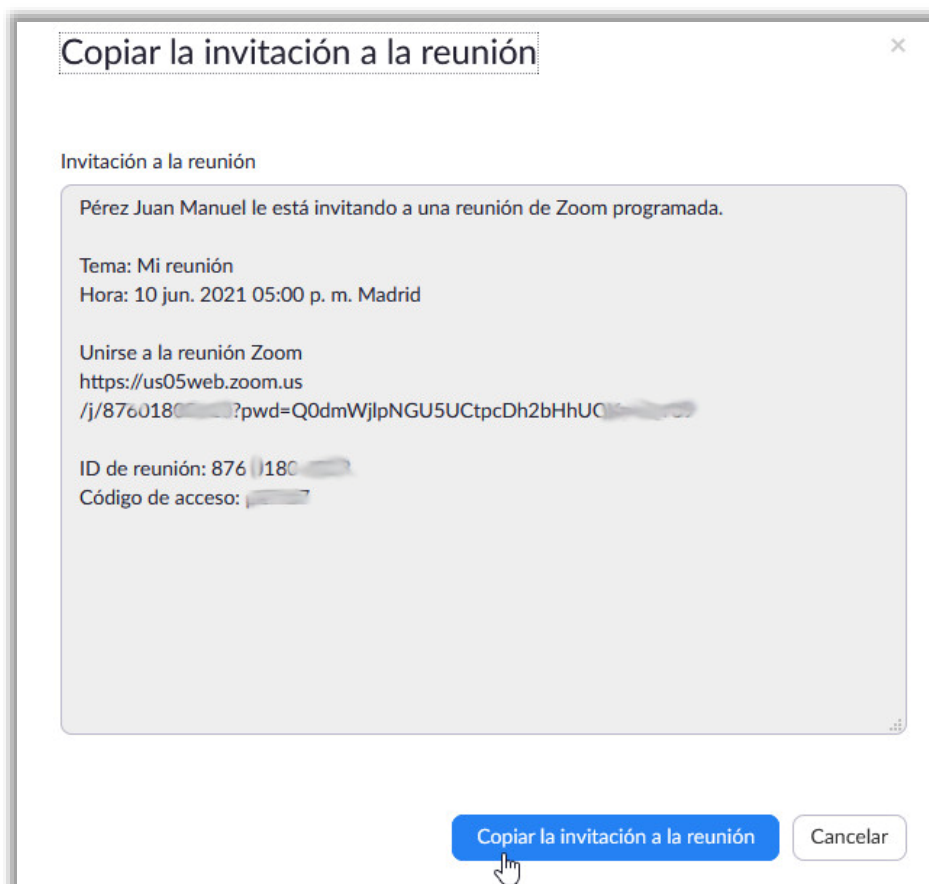 Copiar la invitación a la reunión
Invitación a la reunión
Pérez Juan Manuel le está invitando a una reunión de Zoom programada.
Tema: Mi reunión
Hora: 10 jun. 2021 05:00 p. m. Madrid
Unirse a la reunión Zoom
https://us05web.zoom.us
ID de reunión: 876
Código de acceso:
Copiar la invitación a la reunión
Cancelar